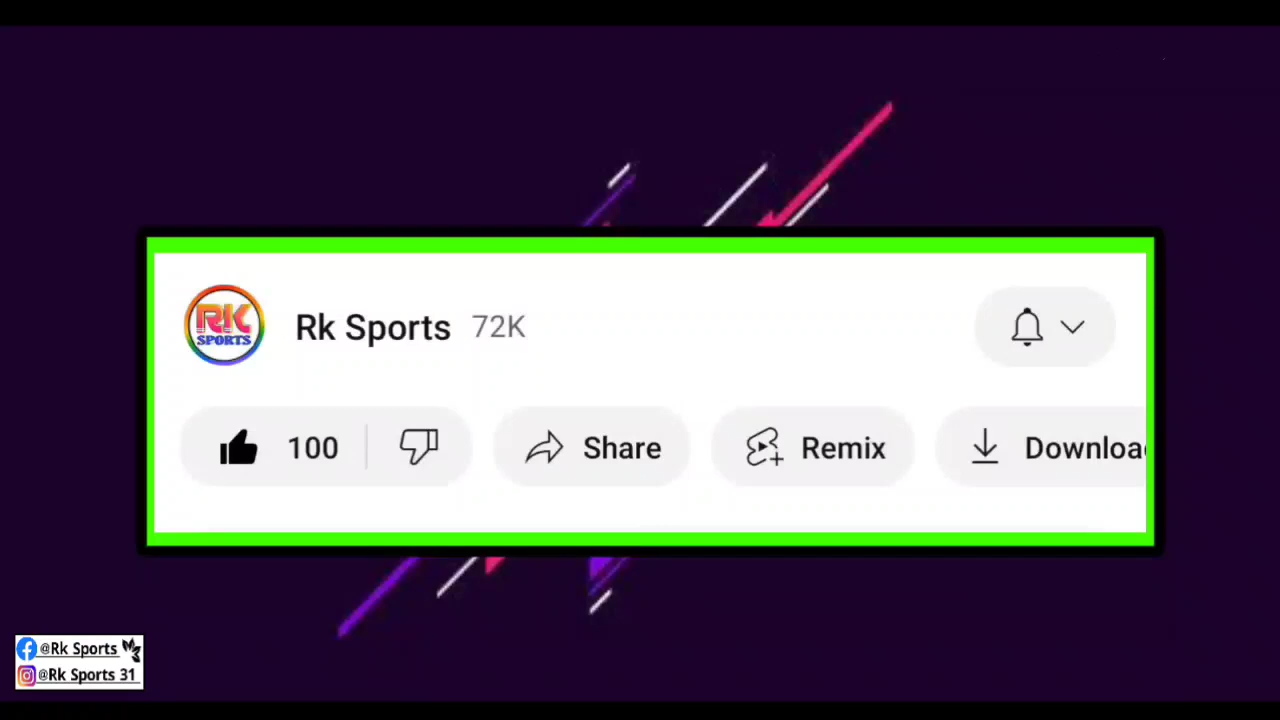 RK
SPORTS
Rk Sports 72K
100 Share Remix Downloa
@Rk Sports
@Rk Sports 31